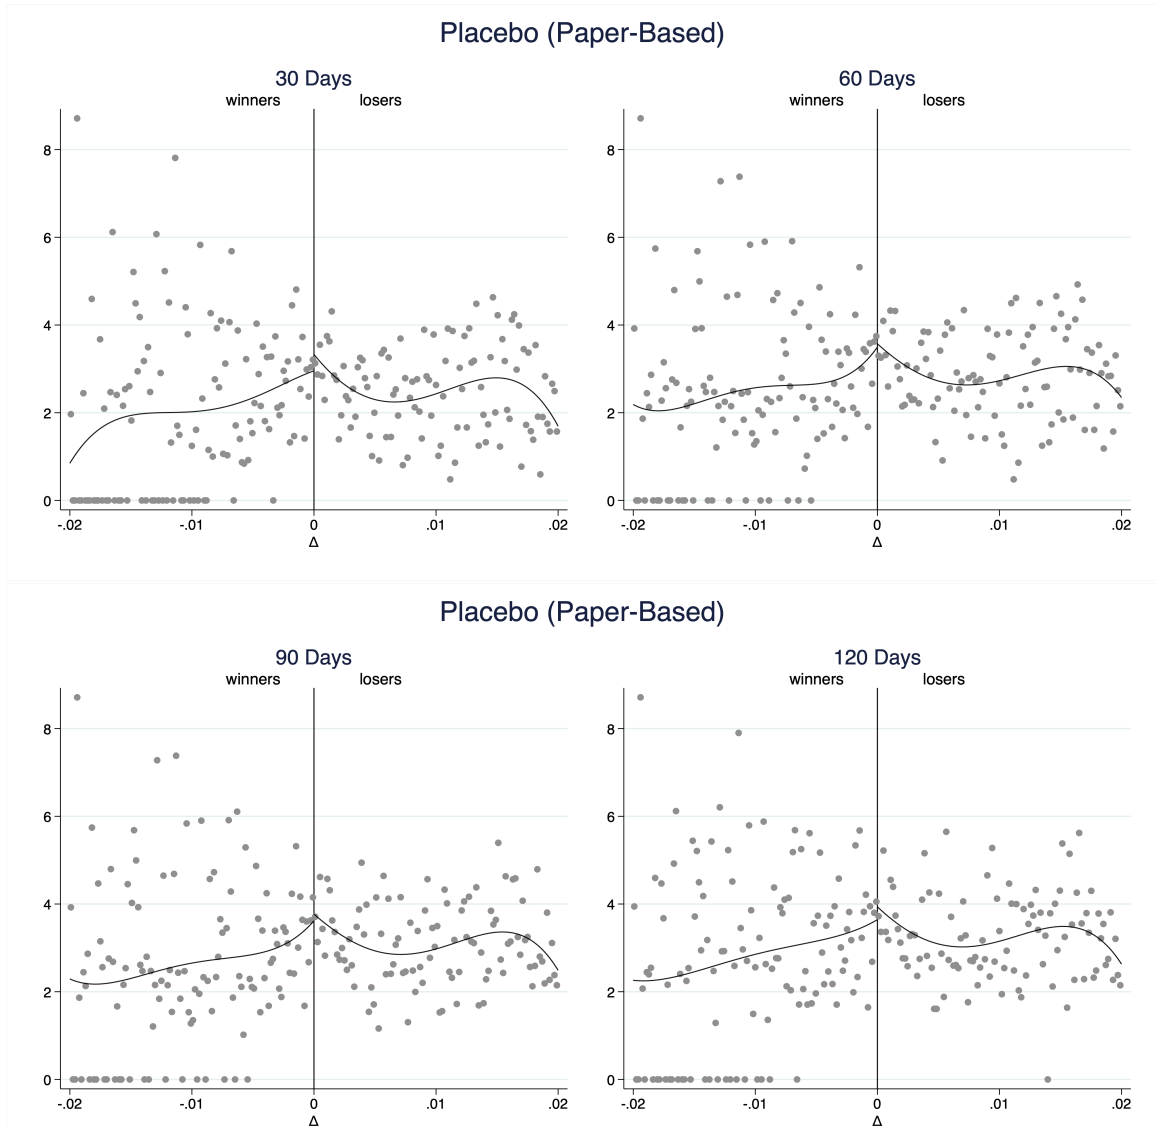 Placebo (Paper-Based)
30 Days
winners losers
8
6
4
2
0
-.02 -.01 0 .01 .02
Δ
60 Days
winners losers
8
6
4
2
0
-.02 -.01 0 .01 .02
Δ
Placebo (Paper-Based)
90 Days
winners losers
8
6
4
2
0
-.02 -.01 0 .01 .02
Δ
120 Days
winners losers
8
6
4
2
0
-.02 -.01 0 .01 .02
Δ